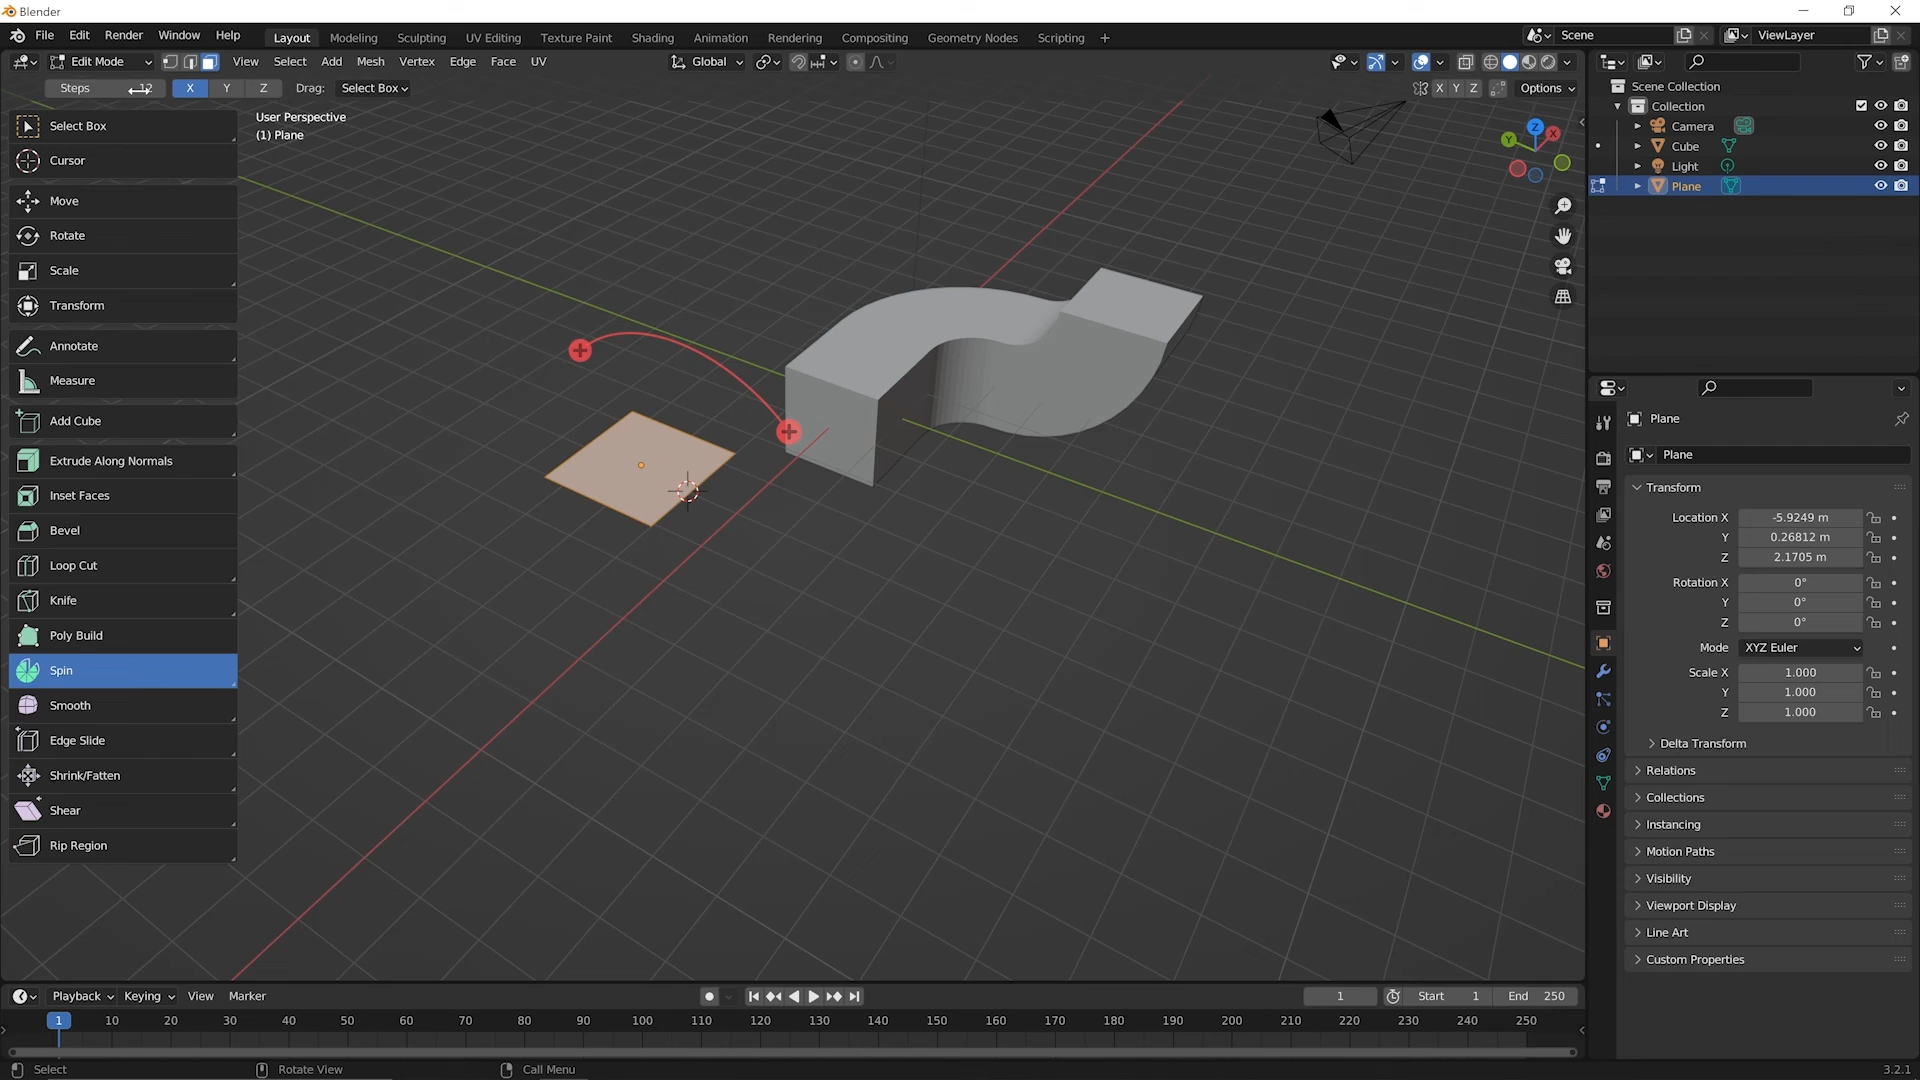 Blender
File Edit Render Window Help Layout Modeling Sculpting UV Editing Texture Paint Shading Animation Rendering Compositing Geometry Nodes Scripting + Scene ViewLayer
Edit Mode View Select Add Mesh Vertex Edge Face UV Global
Steps 12 X Y Z Drag: Select Box X Y Z Options
User Perspective
(1) Plane
Z
X
Y
Select Box
Cursor
Move
Rotate
Scale
Transform
Annotate
Measure
Add Cube
Extrude Along Normals
Inset Faces
Bevel
Loop Cut
Knife
Poly Build
Spin
Smooth
Edge Slide
Shrink/Fatten
Shear
Rip Region
Scene Collection
Collection
Camera
Cube
Light
Plane
Plane
Plane
Transform
Location X -5.9249 m
Y 0.26812 m
Z 2.1705 m
Rotation X 0°
Y 0°
Z 0°
Mode XYZ Euler
Scale X 1.000
Y 1.000
Z 1.000
Delta Transform
Relations
Collections
Instancing
Motion Paths
Visibility
Viewport Display
Line Art
Custom Properties
Playback Keying View Marker 1 Start 1 End 250
1 10 20 30 40 50 60 70 80 90 100 110 120 130 140 150 160 170 180 190 200 210 220 230 240 250
Select Rotate View Call Menu 3.2.1